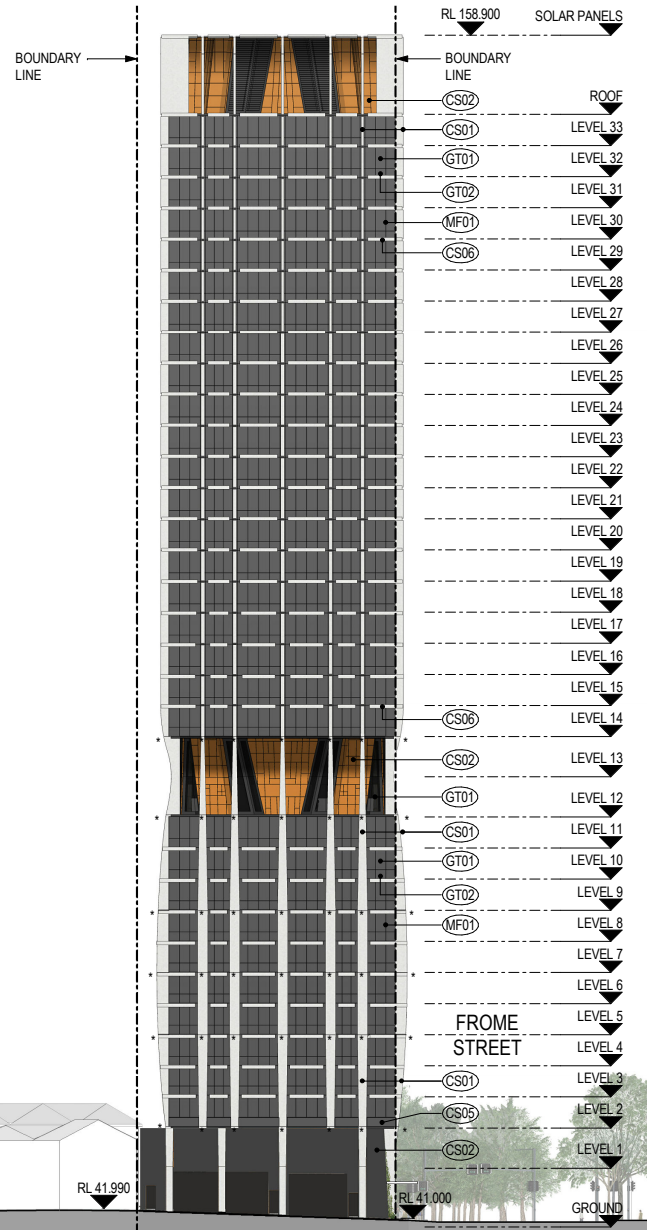 RL 158.900
SOLAR PANELS
BOUNDARY
LINE
BOUNDARY
LINE
CS02
ROOF
CS01
LEVEL 33
GT01
LEVEL 32
GT02
LEVEL 31
MF01
LEVEL 30
CS06
LEVEL 29
LEVEL 28
LEVEL 27
LEVEL 26
LEVEL 25
LEVEL 24
LEVEL 23
LEVEL 22
LEVEL 21
LEVEL 20
LEVEL 19
LEVEL 18
LEVEL 17
LEVEL 16
LEVEL 15
CS06
LEVEL 14
CS02
LEVEL 13
GT01
LEVEL 12
CS01
LEVEL 11
GT01
LEVEL 10
GT02
LEVEL 9
MF01
LEVEL 8
LEVEL 7
LEVEL 6
LEVEL 5
FROME
STREET
LEVEL 4
CS01
LEVEL 3
CS05
LEVEL 2
CS02
LEVEL 1
RL 41.990
RL 41.000
GROUND